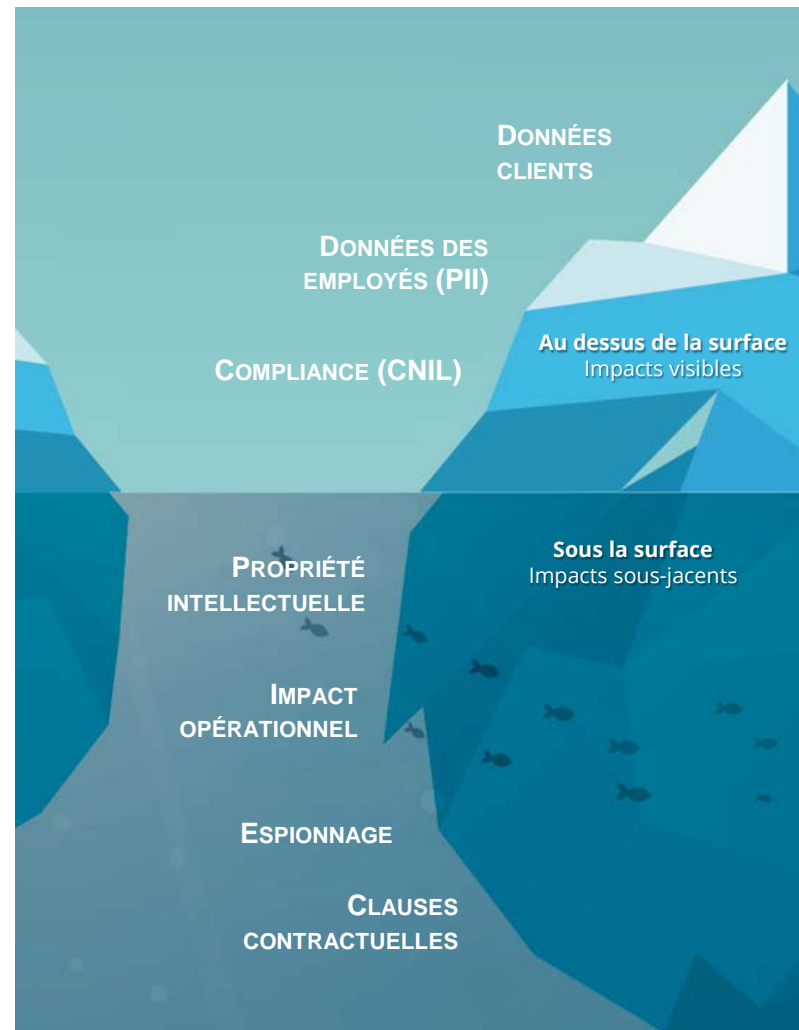 DONNÉES
CLIENTS
DONNÉES DES
EMPLOYÉS (PII)
Au dessus de la surface
Impacts visibles
COMPLIANCE (CNIL)
Sous la surface
Impacts sous-jacents
PROPRIÉTÉ
INTELLECTUELLE
IMPACT
OPÉRATIONNEL
ESPIONNAGE
CLAUSES
CONTRACTUELLES